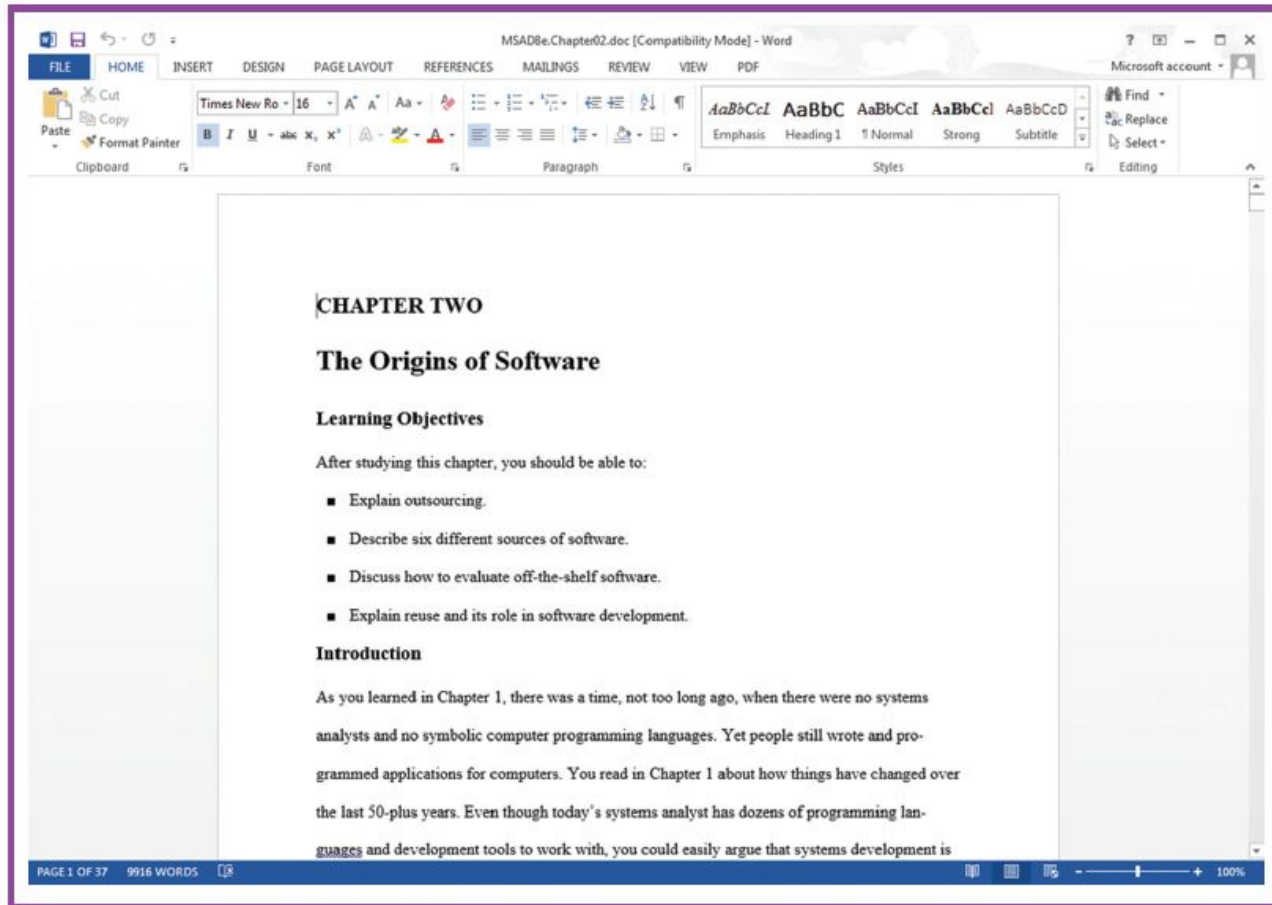 MSAD8e.Chapter02.doc [Compatibility Mode] - Word
?
FILE HOME INSERT DESIGN PAGE LAYOUT REFERENCES MAILINGS REVIEW VIEW PDF Microsoft account
Paste
Cut
Copy
Format Painter
Times New Ro 16 A A Aa
B I U abc x, x² A A
AaBbCcI AaBbC AaBbCcI AaBbCcl AaBbCcD
Emphasis Heading 1 ¶ Normal Strong Subtitle
Find
Replace
Select
Clipboard Font Paragraph Styles Editing
CHAPTER TWO
The Origins of Software
Learning Objectives
After studying this chapter, you should be able to:
■ Explain outsourcing.
■ Describe six different sources of software.
■ Discuss how to evaluate off-the-shelf software.
■ Explain reuse and its role in software development.
Introduction
As you learned in Chapter 1, there was a time, not too long ago, when there were no systems
analysts and no symbolic computer programming languages. Yet people still wrote and pro-
grammed applications for computers. You read in Chapter 1 about how things have changed over
the last 50-plus years. Even though today's systems analyst has dozens of programming lan-
guages and development tools to work with, you could easily argue that systems development is
PAGE 1 OF 37 9916 WORDS 100%